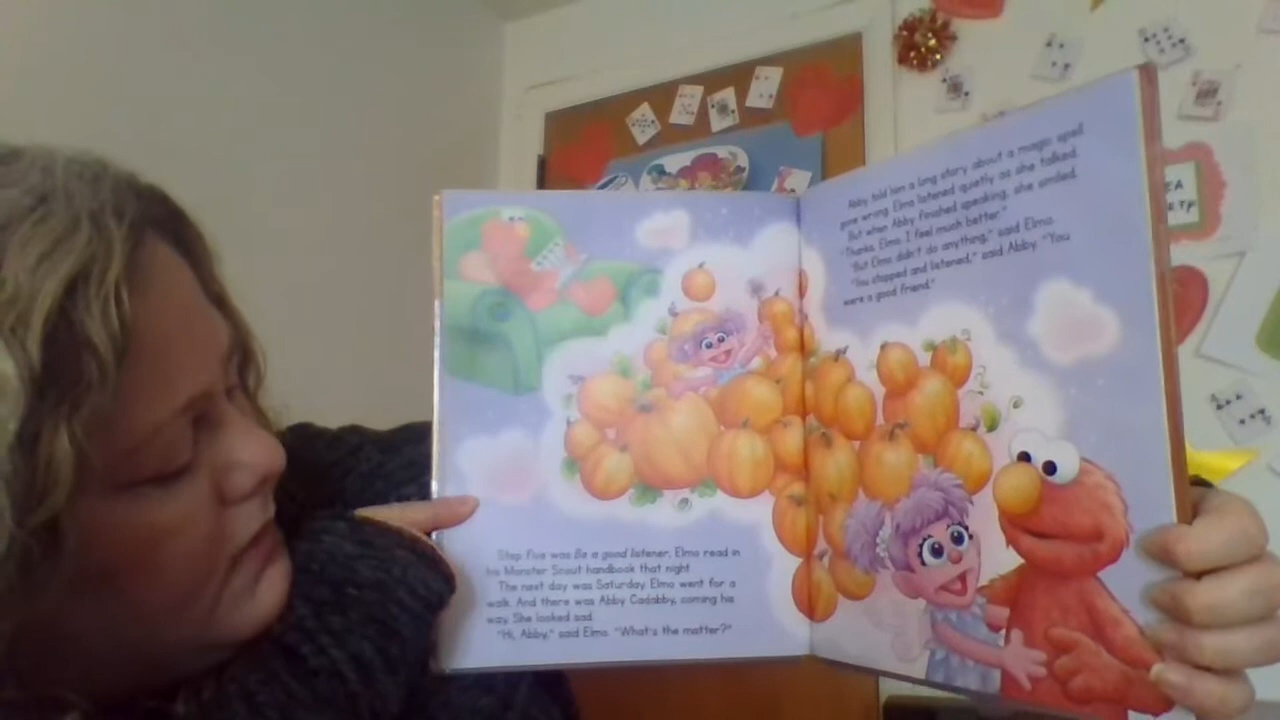 Step Five was Be a good listener, Elmo read in
his Monster Scout handbook that night.
The next day was Saturday. Elmo went for a
walk. And there was Abby Cadabby, coming his
way. She looked sad.
"Hi, Abby," said Elmo. "What's the matter?"
Abby told him a long story about a magic spell
gone wrong. Elmo listened quietly as she talked.
But when Abby finished speaking, she smiled.
"Thanks, Elmo. I feel much better."
"But Elmo didn't do anything," said Elmo.
"You stopped and listened," said Abby. "You
were a good friend."